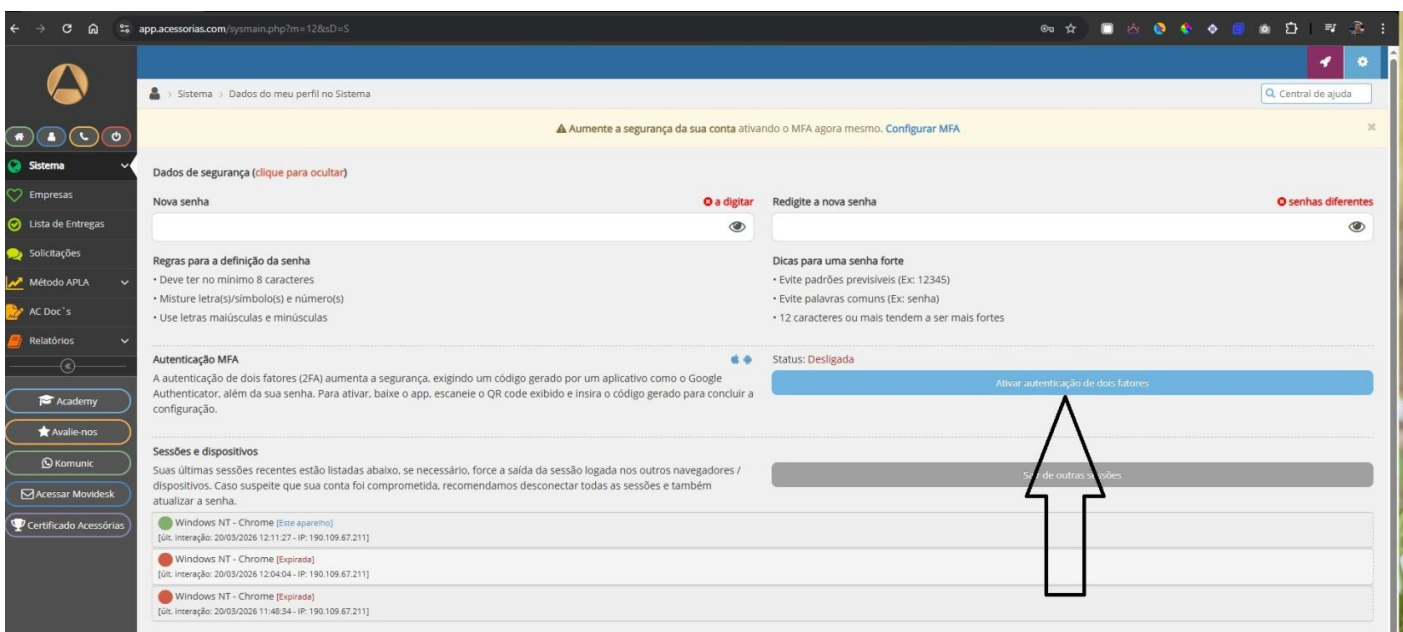 app.acessorias.com/sysmain.php?m=12&sD=S
Sistema > Dados do meu perfil no Sistema
Central de ajuda
Aumente a segurança da sua conta ativando o MFA agora mesmo. Configurar MFA
Sistema
Empresas
Lista de Entregas
Solicitações
Método APLA
AC Doc`s
Relatórios
Academy
Avalie-nos
Komunic
Acessar Movidesk
Certificado Acessórias
Dados de segurança (clique para ocultar)
Nova senha
a digitar
Redigite a nova senha
senhas diferentes
Regras para a definição da senha
• Deve ter no mínimo 8 caracteres
• Misture letra(s)/símbolo(s) e número(s)
• Use letras maiúsculas e minúsculas
Dicas para uma senha forte
• Evite padrões previsíveis (Ex: 12345)
• Evite palavras comuns (Ex: senha)
• 12 caracteres ou mais tendem a ser mais fortes
Autenticação MFA
A autenticação de dois fatores (2FA) aumenta a segurança, exigindo um código gerado por um aplicativo como o Google
Authenticator, além da sua senha. Para ativar, baixe o app, escaneie o QR code exibido e insira o código gerado para concluir a
configuração.
Status: Desligada
Ativar autenticação de dois fatores
Sessões e dispositivos
Suas últimas sessões recentes estão listadas abaixo, se necessário, force a saída da sessão logada nos outros navegadores /
dispositivos. Caso suspeite que sua conta foi comprometida, recomendamos desconectar todas as sessões e também
atualizar a senha.
Sair de outras sessões
Windows NT - Chrome [Este aparelho]
[últ. interação: 20/03/2026 12:11:27 - IP: 190.109.67.211]
Windows NT - Chrome [Expirada]
[últ. interação: 20/03/2026 12:04:04 - IP: 190.109.67.211]
Windows NT - Chrome [Expirada]
[últ. interação: 20/03/2026 11:48:34 - IP: 190.109.67.211]